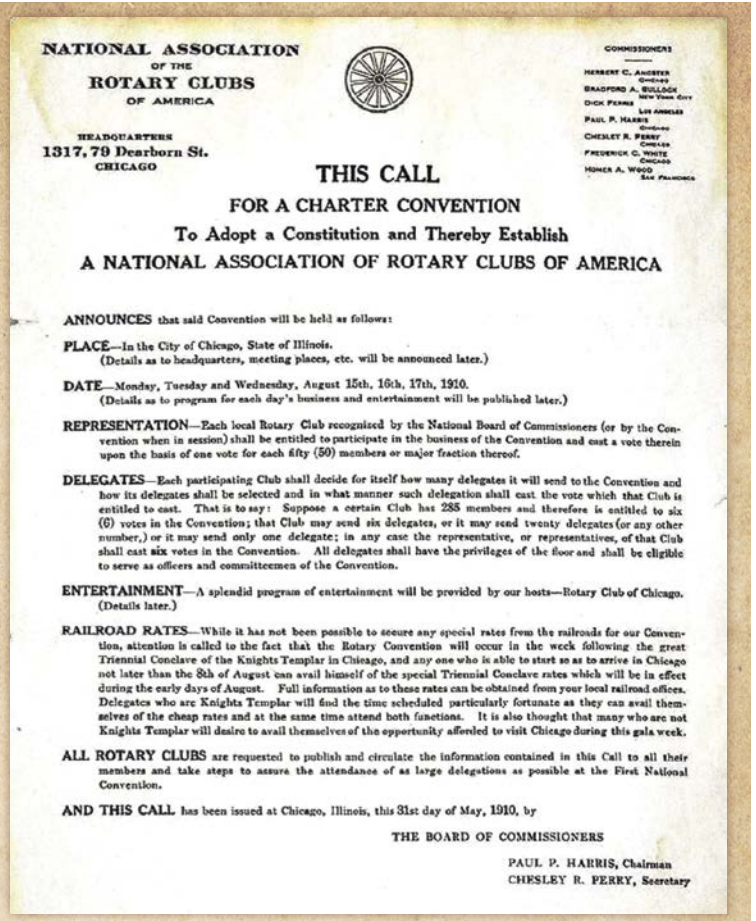 NATIONAL ASSOCIATION
OF THE
ROTARY CLUBS
OF AMERICA
HEADQUARTERS
1317, 79 Dearborn St.
CHICAGO
COMMISSIONERS
HERBERT C. ANGSTER
CHICAGO
BRADFORD A. BULLOCK
NEW YORK CITY
DICK FERRIS
LOS ANGELES
PAUL P. HARRIS
CHICAGO
CHESLEY R. PERRY
CHICAGO
FREDERICK C. WHITE
CHICAGO
HOMER A. WOOD
SAN FRANCISCO
THIS CALL
FOR A CHARTER CONVENTION
To Adopt a Constitution and Thereby Establish
A NATIONAL ASSOCIATION OF ROTARY CLUBS OF AMERICA
ANNOUNCES that said Convention will be held as follows:
PLACE—In the City of Chicago, State of Illinois.
(Details as to headquarters, meeting places, etc. will be announced later.)
DATE—Monday, Tuesday and Wednesday, August 15th, 16th, 17th, 1910.
(Details as to program for each day's business and entertainment will be published later.)
REPRESENTATION—Each local Rotary Club recognized by the National Board of Commissioners (or by the Con-
vention when in session) shall be entitled to participate in the business of the Convention and cast a vote therein
upon the basis of one vote for each fifty (50) members or major fraction thereof.
DELEGATES—Each participating Club shall decide for itself how many delegates it will send to the Convention and
how its delegates shall be selected and in what manner such delegation shall cast the vote which that Club is
entitled to cast. That is to say: Suppose a certain Club has 285 members and therefore is entitled to six
(6) votes in the Convention; that Club may send six delegates, or it may send twenty delegates (or any other
number,) or it may send only one delegate; in any case the representative, or representatives, of that Club
shall cast six votes in the Convention. All delegates shall have the privileges of the floor and shall be eligible
to serve as officers and committeemen of the Convention.
ENTERTAINMENT—A splendid program of entertainment will be provided by our hosts—Rotary Club of Chicago.
(Details later.)
RAILROAD RATES—While it has not been possible to secure any special rates from the railroads for our Conven-
tion, attention is called to the fact that the Rotary Convention will occur in the week following the great
Triennial Conclave of the Knights Templar in Chicago, and any one who is able to start so as to arrive in Chicago
not later than the 8th of August can avail himself of the special Triennial Conclave rates which will be in effect
during the early days of August. Full information as to these rates can be obtained from your local railroad offices.
Delegates who are Knights Templar will find the time scheduled particularly fortunate as they can avail them-
selves of the cheap rates and at the same time attend both functions. It is also thought that many who are not
Knights Templar will desire to avail themselves of the opportunity afforded to visit Chicago during this gala week.
ALL ROTARY CLUBS are requested to publish and circulate the information contained in this Call to all their
members and take steps to assure the attendance of as large delegations as possible at the First National
Convention.
AND THIS CALL has been issued at Chicago, Illinois, this 31st day of May, 1910, by
THE BOARD OF COMMISSIONERS
PAUL P. HARRIS, Chairman
CHESLEY R. PERRY, Secretary